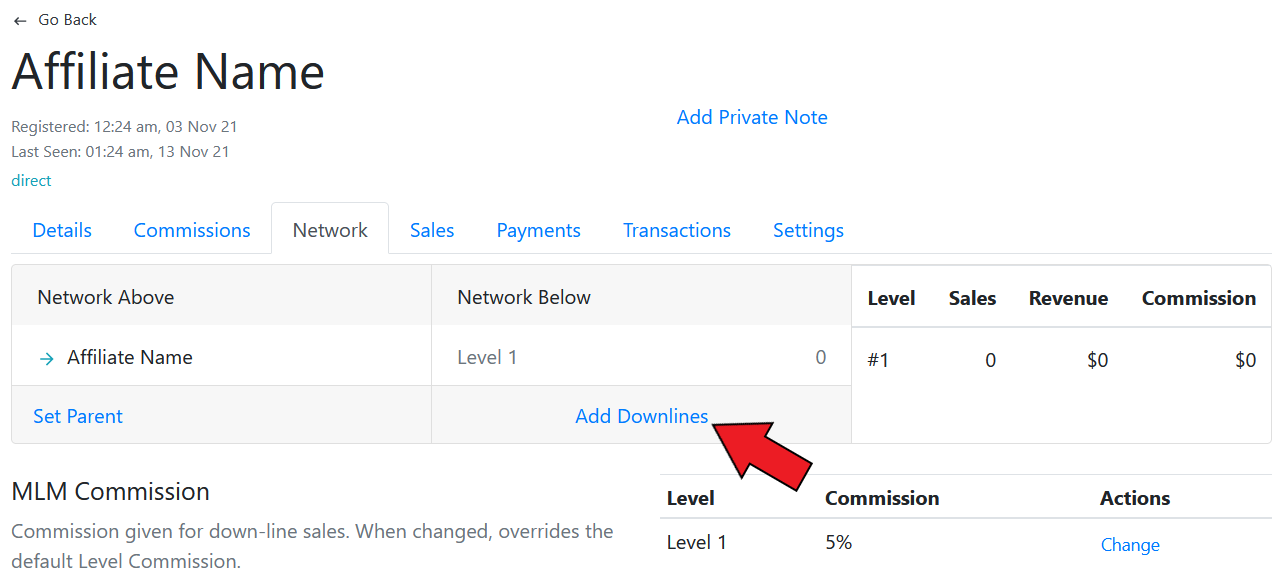 ← Go Back
Affiliate Name
Registered: 12:24 am, 03 Nov 21
Last Seen: 01:24 am, 13 Nov 21
direct
Add Private Note
Details Commissions Network Sales Payments Transactions Settings
Network Above Network Below Level Sales Revenue Commission
→ Affiliate Name Level 1 0 #1 0 $0 $0
Set Parent Add Downlines
MLM Commission
Commission given for down-line sales. When changed, overrides the
default Level Commission.
Level Commission Actions
Level 1 5% Change